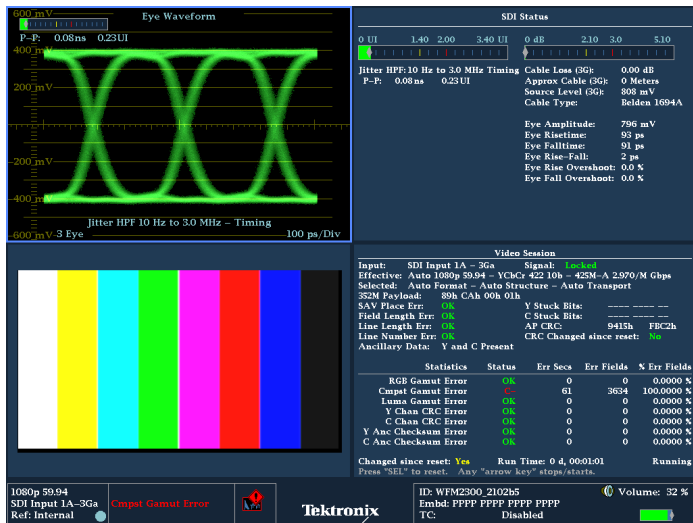 Eye Waveform
600 mV
P-P: 0.08ns 0.23UI
400 mV
200 mV
-200 mV
-400 mV
Jitter HPF 10 Hz to 3.0 MHz - Timing
-600 mV
3 Eye
100 ps/Div
SDI Status
0 UI 1.40 2.00 3.40 UI
0 dB 2.10 3.0 5.10
Jitter HPF: 10 Hz to 3.0 MHz Timing
P-P: 0.08ns 0.23UI
Cable Loss (3G): 0.00 dB
Approx Cable (3G): 0 Meters
Source Level (3G): 808 mV
Cable Type: Belden 1694A
Eye Amplitude: 796 mV
Eye Risetime: 93 ps
Eye Falltime: 91 ps
Eye Rise-Fall: 2 ps
Eye Rise Overshoot: 0.0 %
Eye Fall Overshoot: 0.0 %
Video Session
Input: SDI Input 1A - 3Ga Signal: Locked
Effective: Auto 1080p 59.94 - YCbCr 422 10b - 425M-A 2.970/M Gbps
Selected: Auto Format - Auto Structure - Auto Transport
352M Payload: 89h CAh 00h 01h
SAV Place Err: OK Y Stuck Bits: ---- ---- --
Field Length Err: OK C Stuck Bits: ---- ---- --
Line Length Err: OK AP CRC: 9415h FBC2h
Line Number Err: OK CRC Changed since reset: No
Ancillary Data: Y and C Present
Statistics Status Err Secs Err Fields % Err Fields
RGB Gamut Error OK 0 0 0.0000 %
Cmpst Gamut Error C- 61 3634 100.0000 %
Luma Gamut Error OK 0 0 0.0000 %
Y Chan CRC Error OK 0 0 0.0000 %
C Chan CRC Error OK 0 0 0.0000 %
Y Anc Checksum Error OK 0 0 0.0000 %
C Anc Checksum Error OK 0 0 0.0000 %
Changed since reset: Yes Run Time: 0 d, 00:01:01 Running
Press "SEL" to reset. Any "arrow key" stops/starts.
1080p 59.94
SDI Input 1A-3Ga
Ref: Internal
Cmpst Gamut Error
Tektronix
ID: WFM2300_2102b5
Embd: PPPP PPPP PPPP PPPP
TC: Disabled
Volume: 32 %